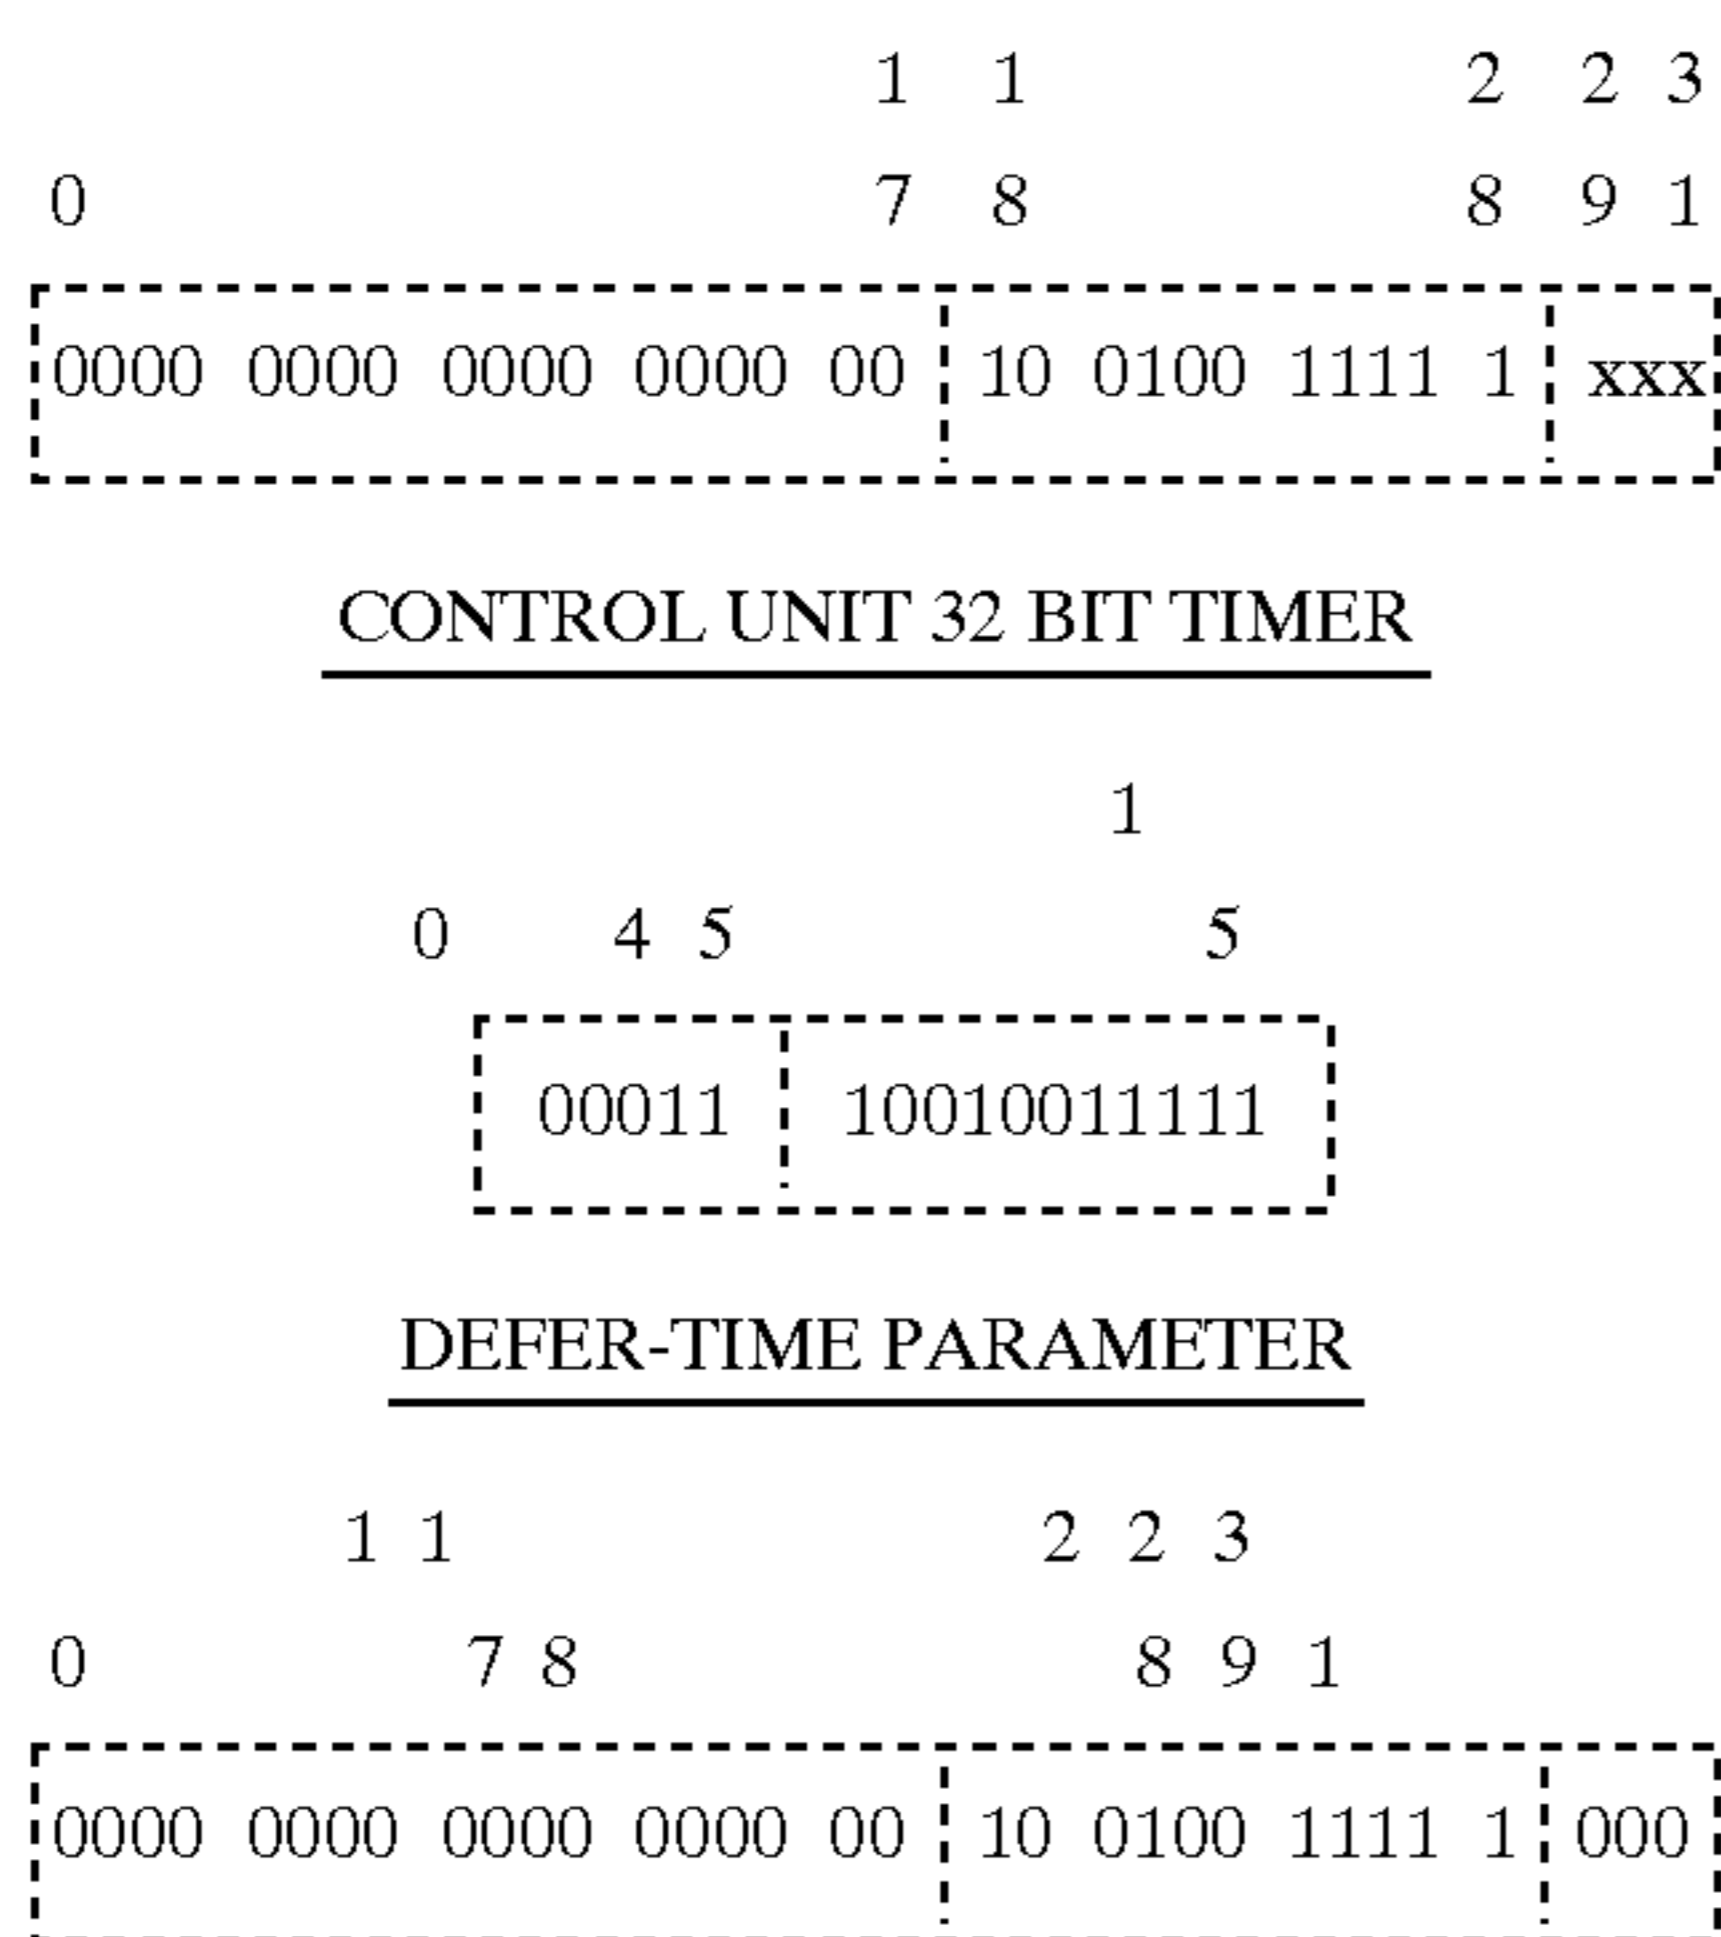 1 1 2 2 3
0 7 8 8 9 1
0000 0000 0000 0000 00 10 0100 1111 1 xxx
CONTROL UNIT 32 BIT TIMER
1
0 4 5 5
00011 10010011111
DEFER-TIME PARAMETER
1 1 2 2 3
0 7 8 8 9 1
0000 0000 0000 0000 00 10 0100 1111 1 000